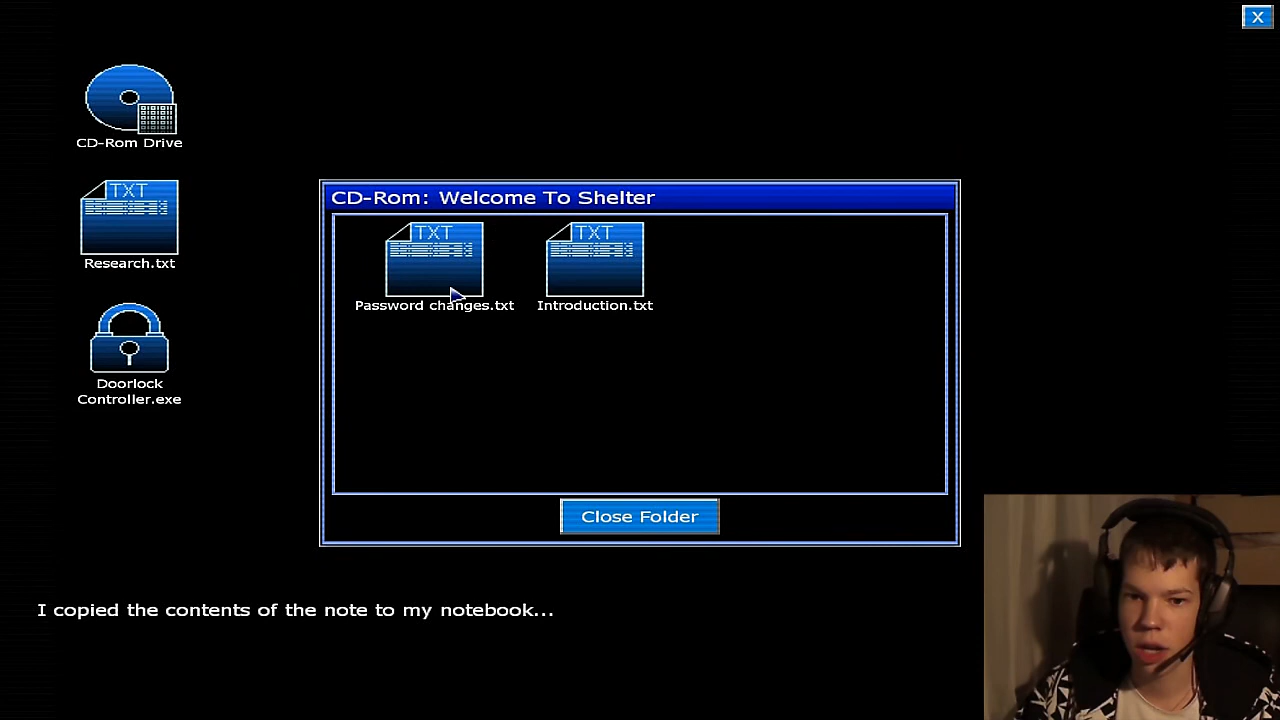 X
CD-Rom Drive
TXT
Research.txt
Doorlock
Controller.exe
CD-Rom: Welcome To Shelter
TXT
TXT
Password changes.txt
Introduction.txt
Close Folder
I copied the contents of the note to my notebook...